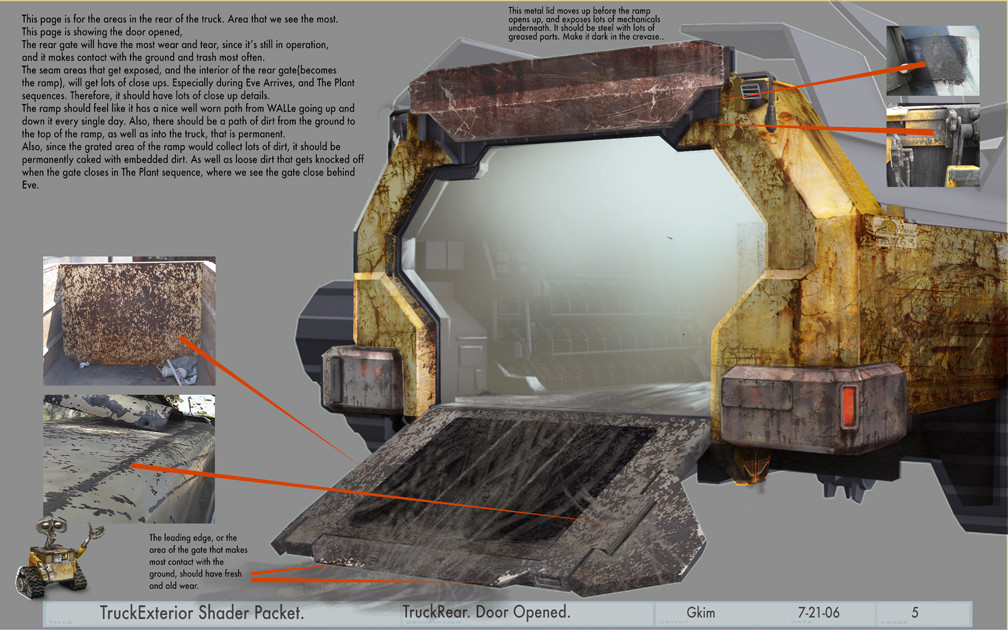 This page is for the areas in the rear of the truck. Area that we see the most.
This page is showing the door opened,
The rear gate will have the most wear and tear, since it's still in operation,
and it makes contact with the ground and trash most often.
The seam areas that get exposed, and the interior of the rear gate(becomes
the ramp), will get lots of close ups. Especially during Eve Arrives, and The Plant
sequences. Therefore, it should have lots of close up details.
The ramp should feel like it has a nice well worn path from WALLe going up and
down it every single day. Also, there should be a path of dirt from the ground to
the top of the ramp, as well as into the truck, that is permanent.
Also, since the grated area of the ramp would collect lots of dirt, it should be
permanently caked with embedded dirt. As well as loose dirt that gets knocked off
when the gate closes in The Plant sequence, where we see the gate close behind
Eve.
This metal lid moves up before the ramp
opens up, and exposes lots of mechanicols
underneath. It should be steel with lots of
greased parts. Make it dark in the crevase..
The leading edge, or the
area of the gate that makes
most contact with the
ground, should have fresh
and old wear.
TruckExterior Shader Packet. TruckRear. Door Opened. Gkim 7-21-06 5
TITLE